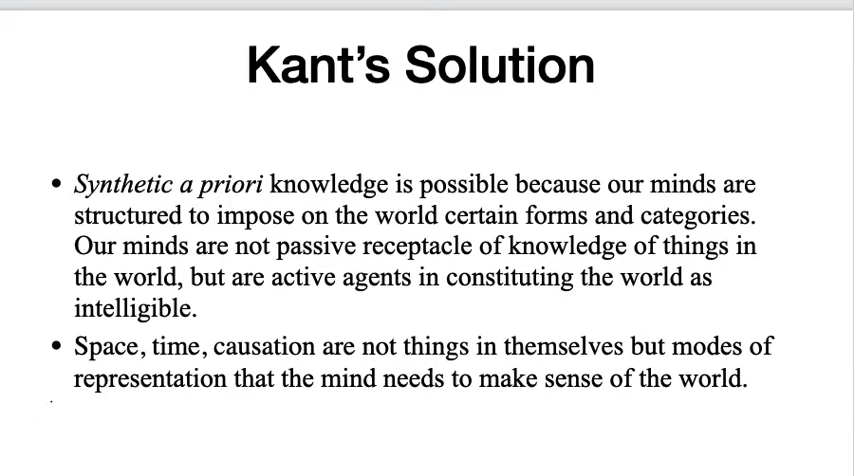 Kant’s Solution
• Synthetic a priori knowledge is possible because our minds are
structured to impose on the world certain forms and categories.
Our minds are not passive receptacle of knowledge of things in
the world, but are active agents in constituting the world as
intelligible.
• Space, time, causation are not things in themselves but modes of
representation that the mind needs to make sense of the world.